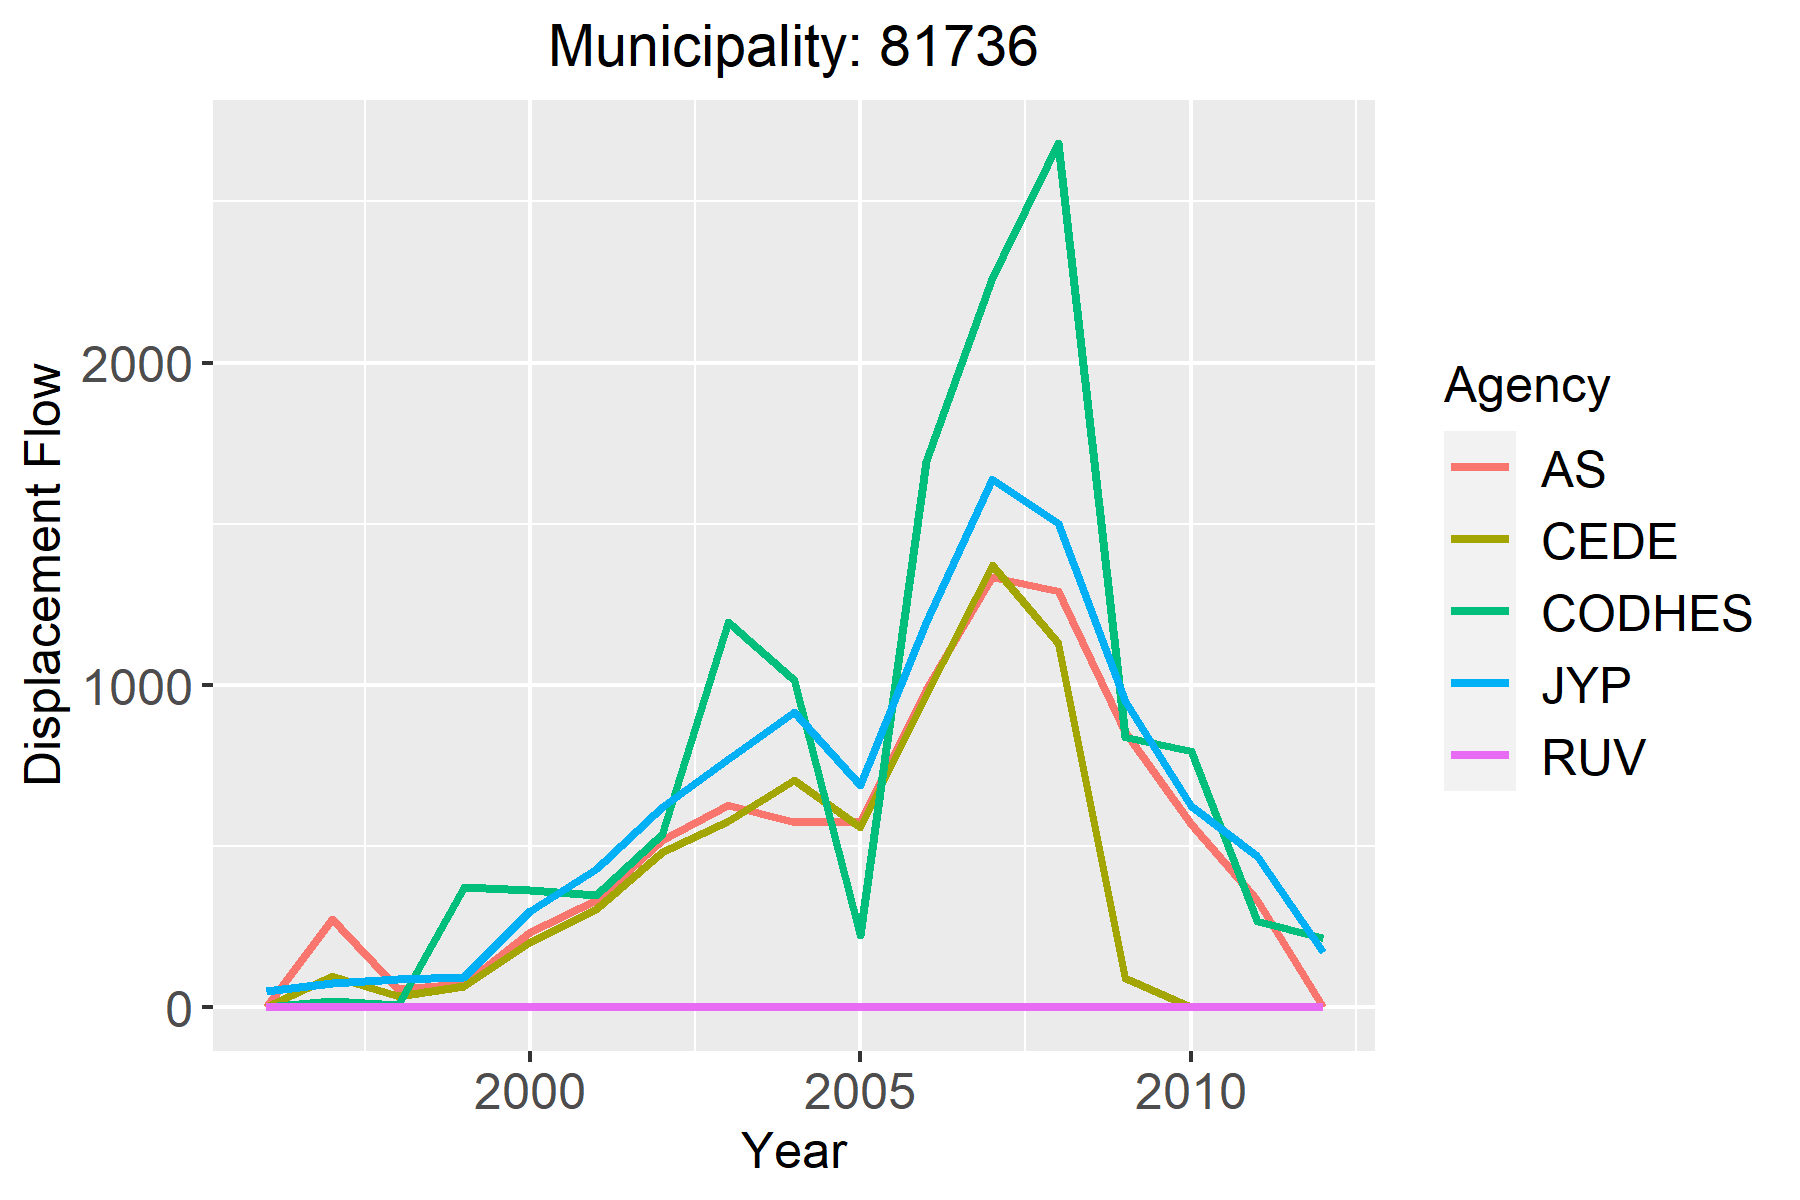 Municipality: 81736
Displacement Flow
2000
1000
0
2000 2005 2010
Year
Agency
AS
CEDE
CODHES
JYP
RUV